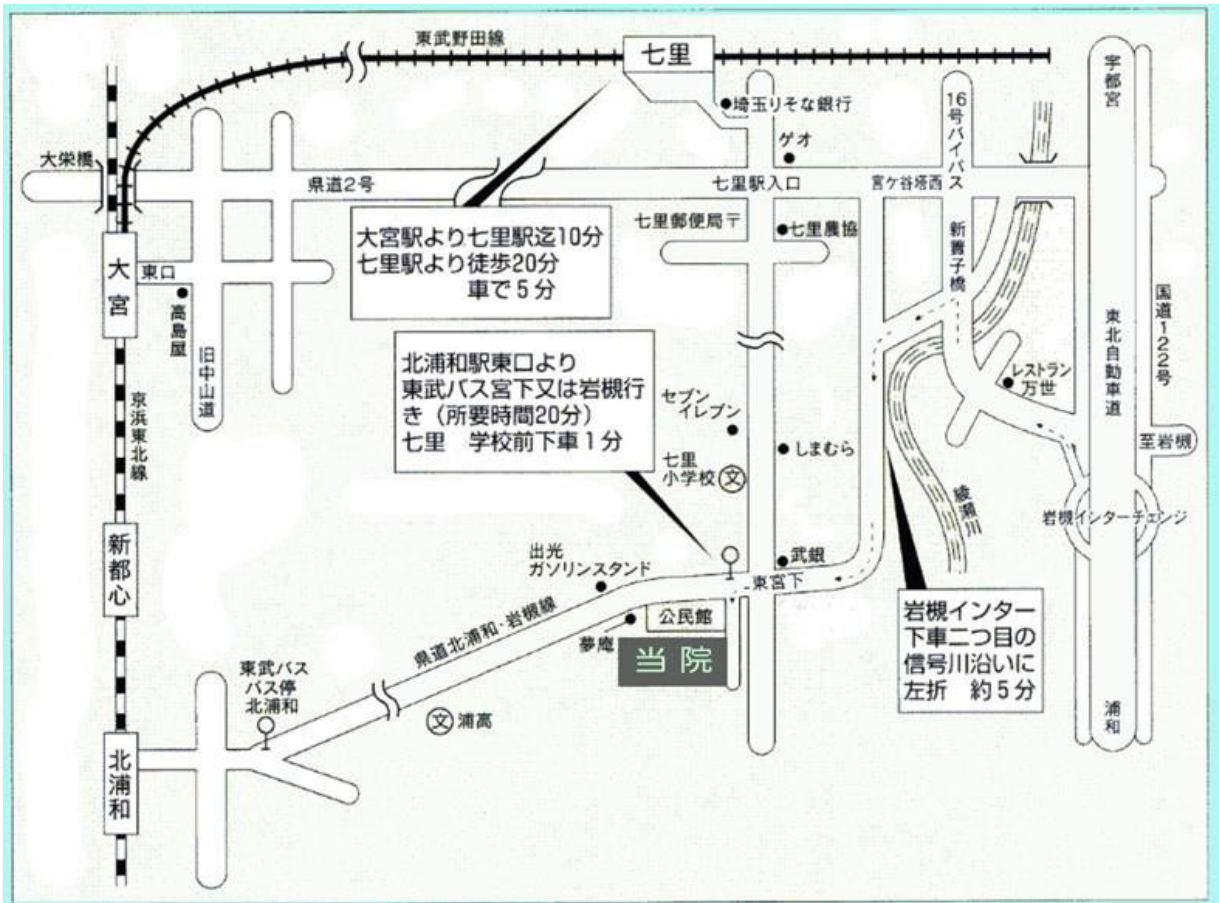 東武野田線
七里
埼玉りそな銀行
ゲオ
16号バイパス
宇都宮
大栄橋
県道2号
七里駅入口
宮ケ谷塔西
七里郵便局〒
七里農協
大宮駅より七里駅迄10分
七里駅より徒歩20分
車で5分
大宮
東口
高島屋
旧中山道
京浜東北線
新都心
北浦和
北浦和駅東口より
東武バス宮下又は岩槻行
き（所要時間20分）
七里 学校前下車1分
セブン
イレブン
しまむら
七里
小学校
文
武銀
東宮下
出光
ガソリンスタンド
県道北浦和・岩槻線
夢庵
公民館
当院
東武バス
バス停
北浦和
文 浦高
レストラン
万世
東北自動車道
国道122号
至岩槻
岩槻インターチェンジ
綾瀬川
岩槻インター
下車二つ目の
信号川沿いに
左折 約5分
浦和